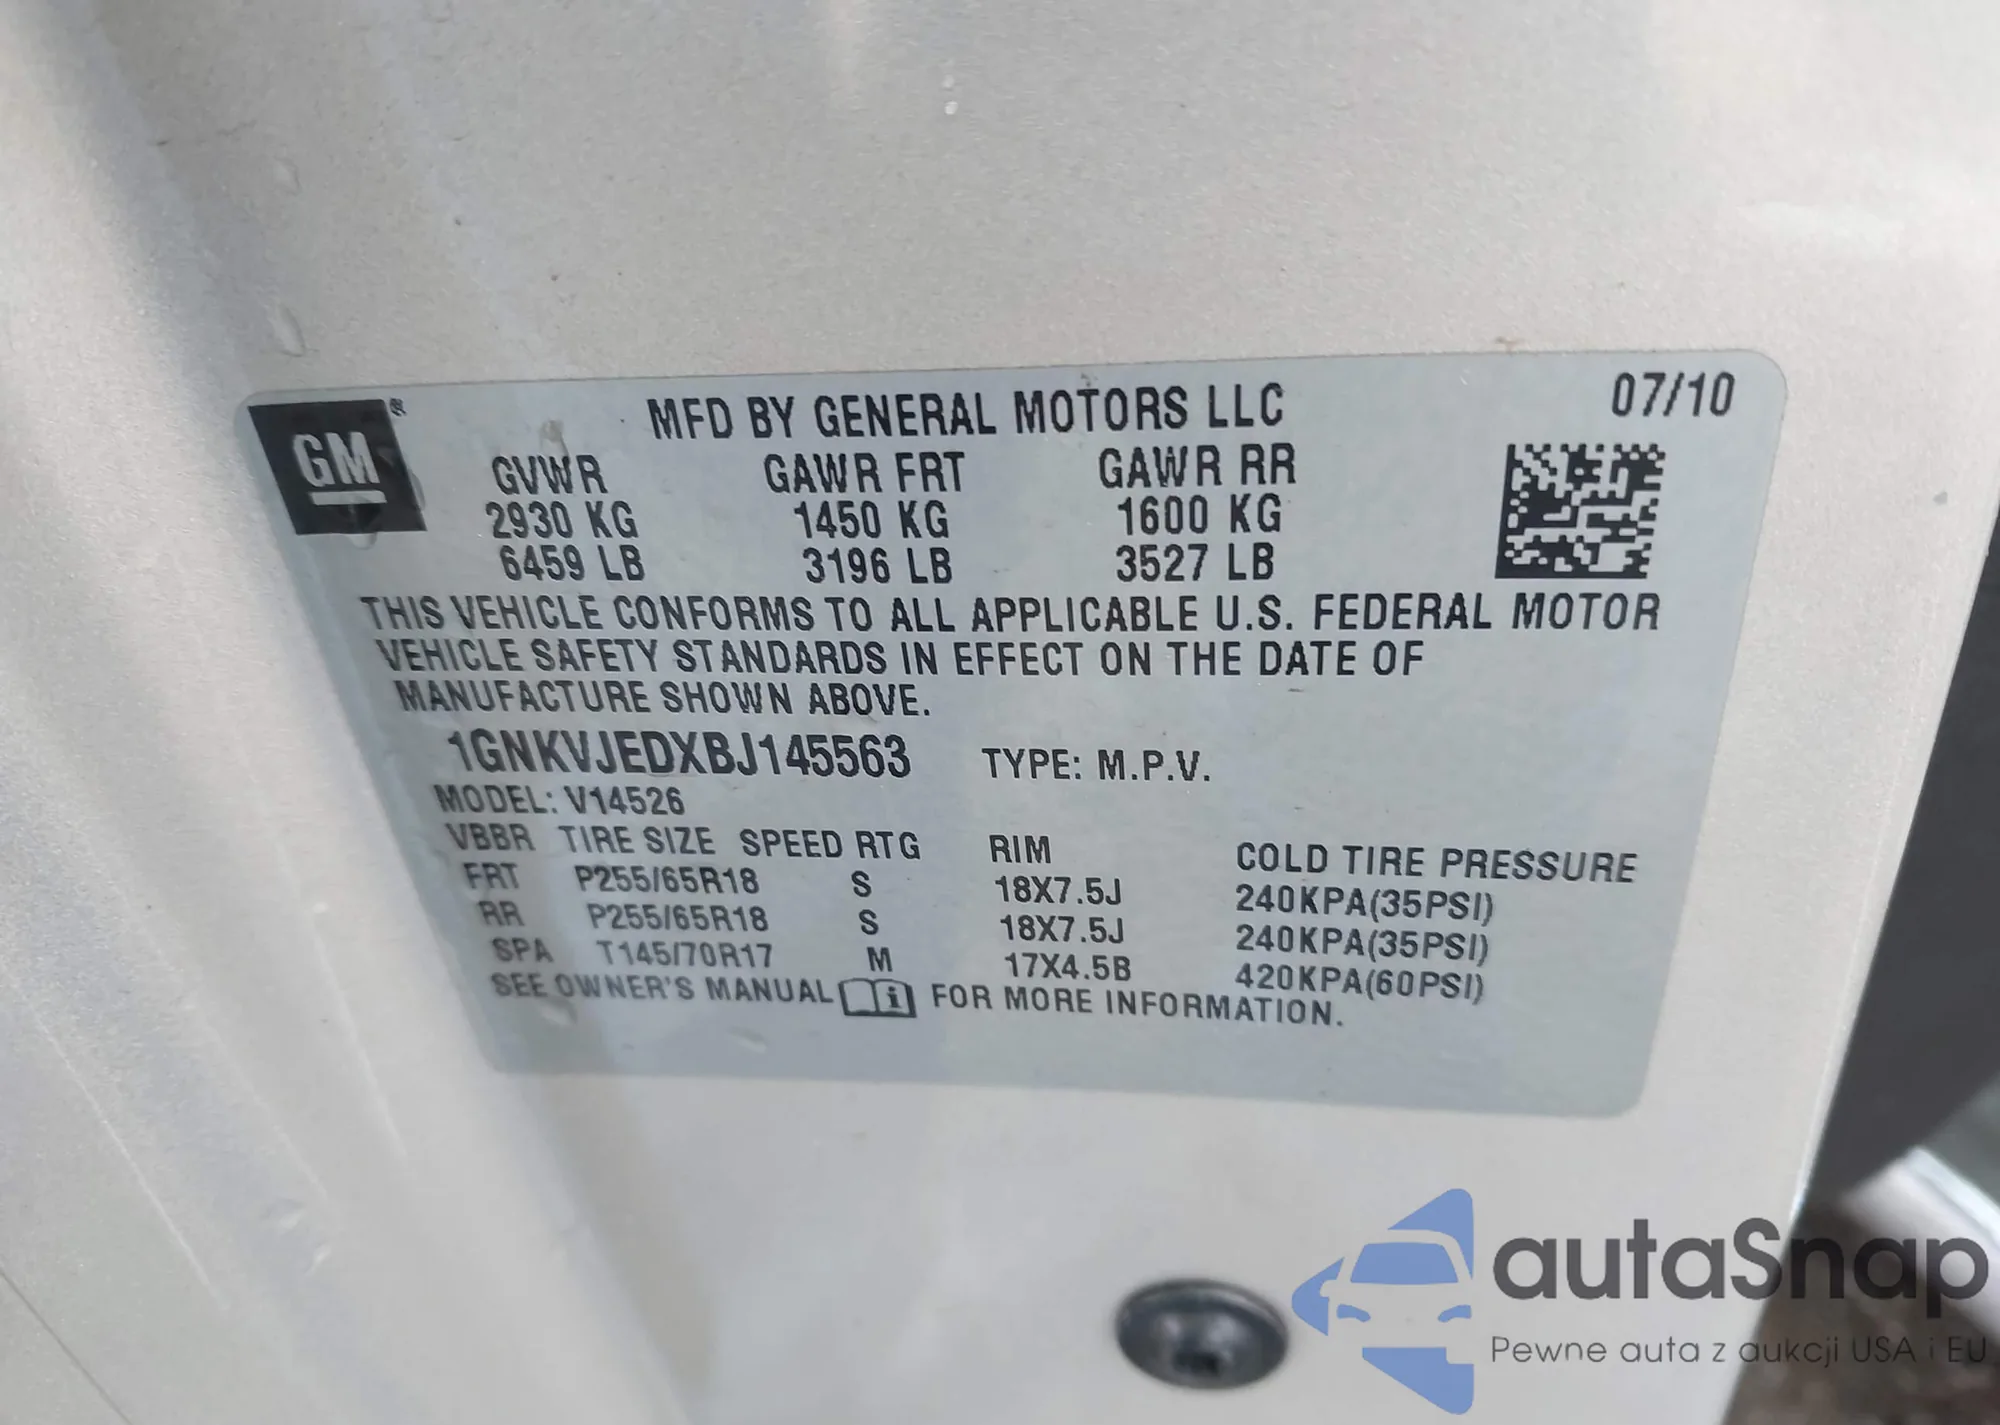 GM ®
MFD BY GENERAL MOTORS LLC
07/10
GVWR GAWR FRT GAWR RR
2930 KG 1450 KG 1600 KG
6459 LB 3196 LB 3527 LB
THIS VEHICLE CONFORMS TO ALL APPLICABLE U.S. FEDERAL MOTOR
VEHICLE SAFETY STANDARDS IN EFFECT ON THE DATE OF
MANUFACTURE SHOWN ABOVE.
1GNKVJEDXBJ145563 TYPE: M.P.V.
MODEL: V14526
VBBR TIRE SIZE SPEED RTG RIM COLD TIRE PRESSURE
FRT P255/65R18 S 18X7.5J 240KPA(35PSI)
RR P255/65R18 S 18X7.5J 240KPA(35PSI)
SPA T145/70R17 M 17X4.5B 420KPA(60PSI)
SEE OWNER'S MANUAL i FOR MORE INFORMATION.
autaSnap
Pewne auta z aukcji USA i EU